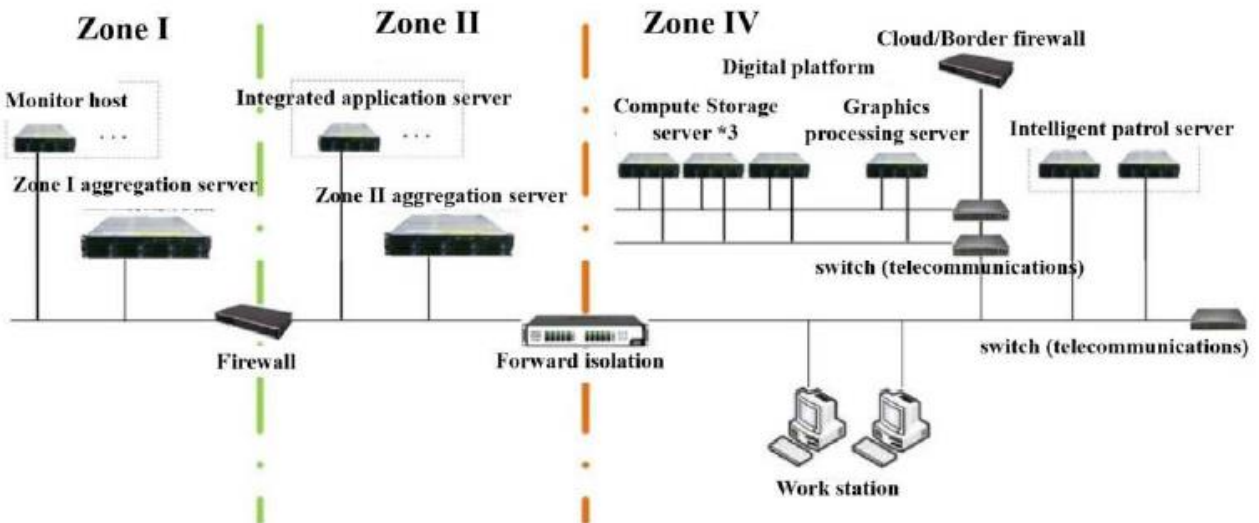 Zone I
Zone II
Zone IV
Cloud/Border firewall
Digital platform
Monitor host
Integrated application server
Compute Storage
server *3
Graphics
processing server
Intelligent patrol server
...
...
Zone I aggregation server
Zone II aggregation server
switch (telecommunications)
Firewall
Forward isolation
switch (telecommunications)
Work station